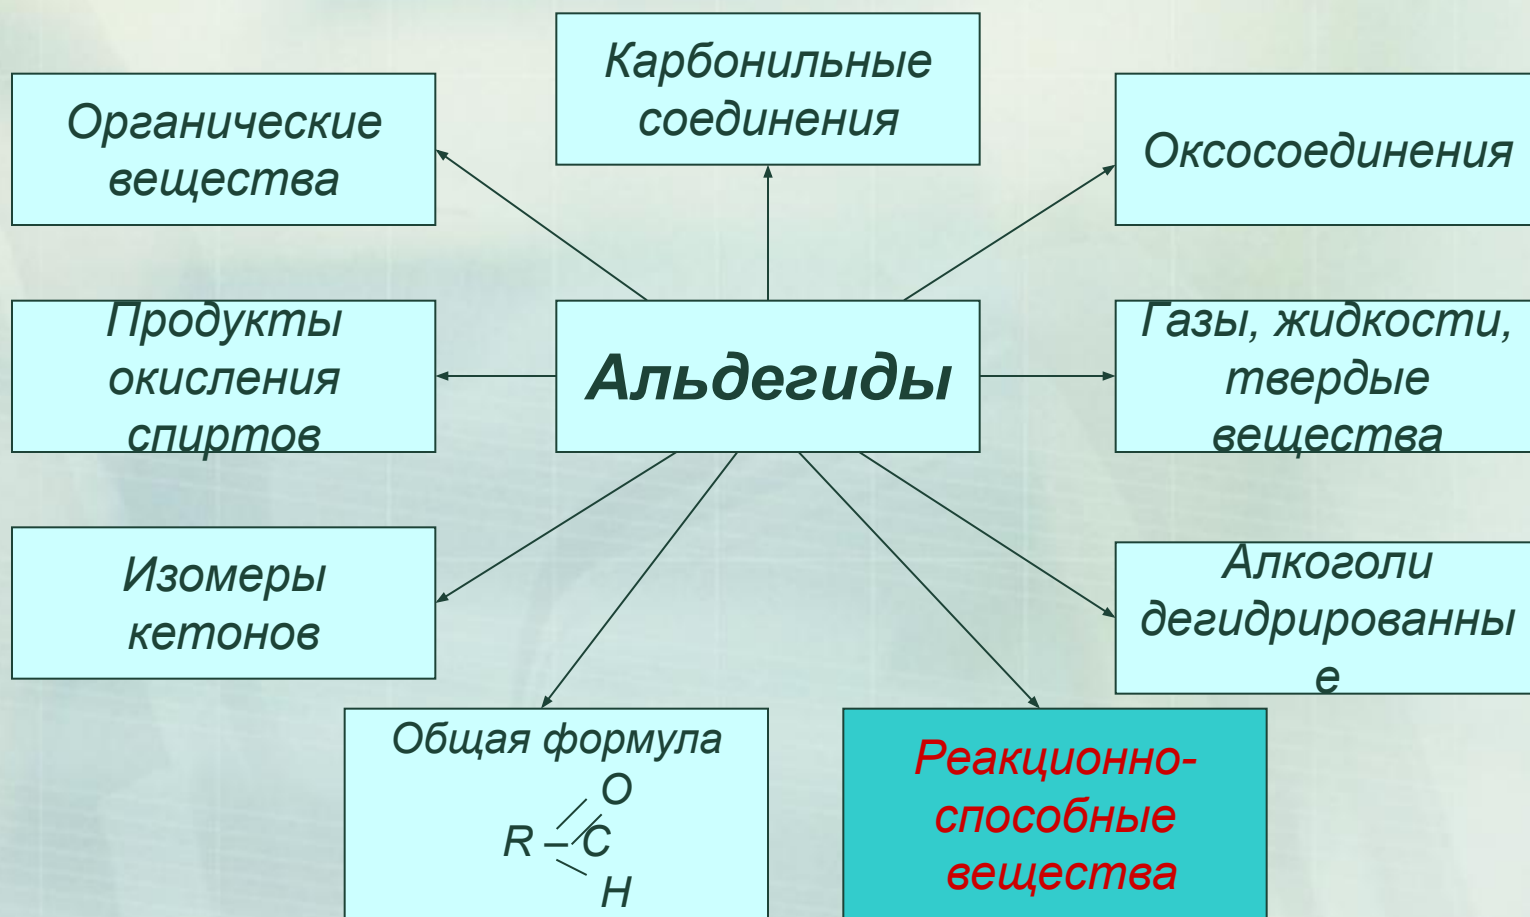 Карбонильные
соединения
Органические
вещества
Оксосоединения
Продукты
окисления
спиртов
Альдегиды
Газы, жидкости,
твердые
вещества
Изомеры
кетонов
Алкоголи
дегидрированны
е
Общая формула
O
R – C
H
Реакционно-
способные
вещества